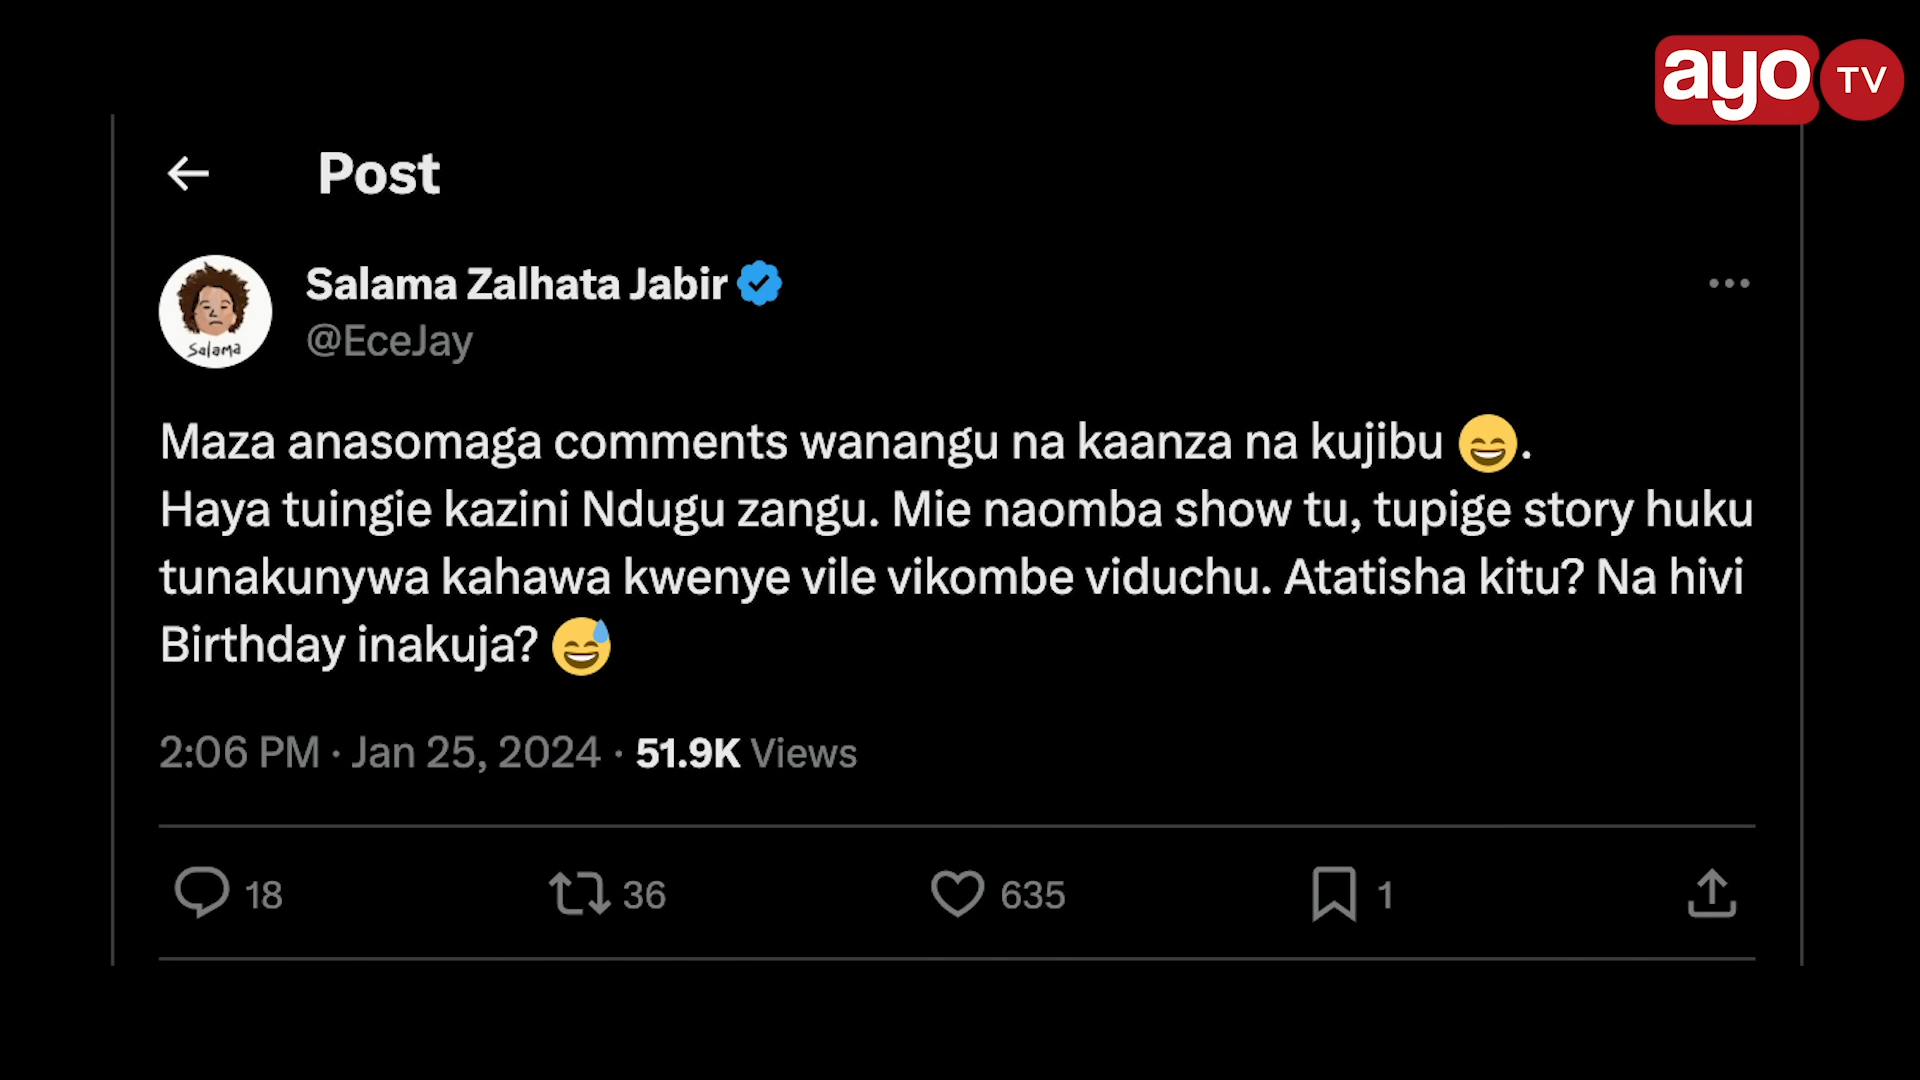 ayo TV
Post
Salama Zalhata Jabir
@EceJay
Salama
Maza anasomaga comments wanangu na kaanza na kujibu 😄.
Haya tuingie kazini Ndugu zangu. Mie naomba show tu, tupige story huku
tunakunywa kahawa kwenye vile vikombe viduchu. Atatisha kitu? Na hivi
Birthday inakuja? 😅
2:06 PM · Jan 25, 2024 · 51.9K Views
18 36 635 1